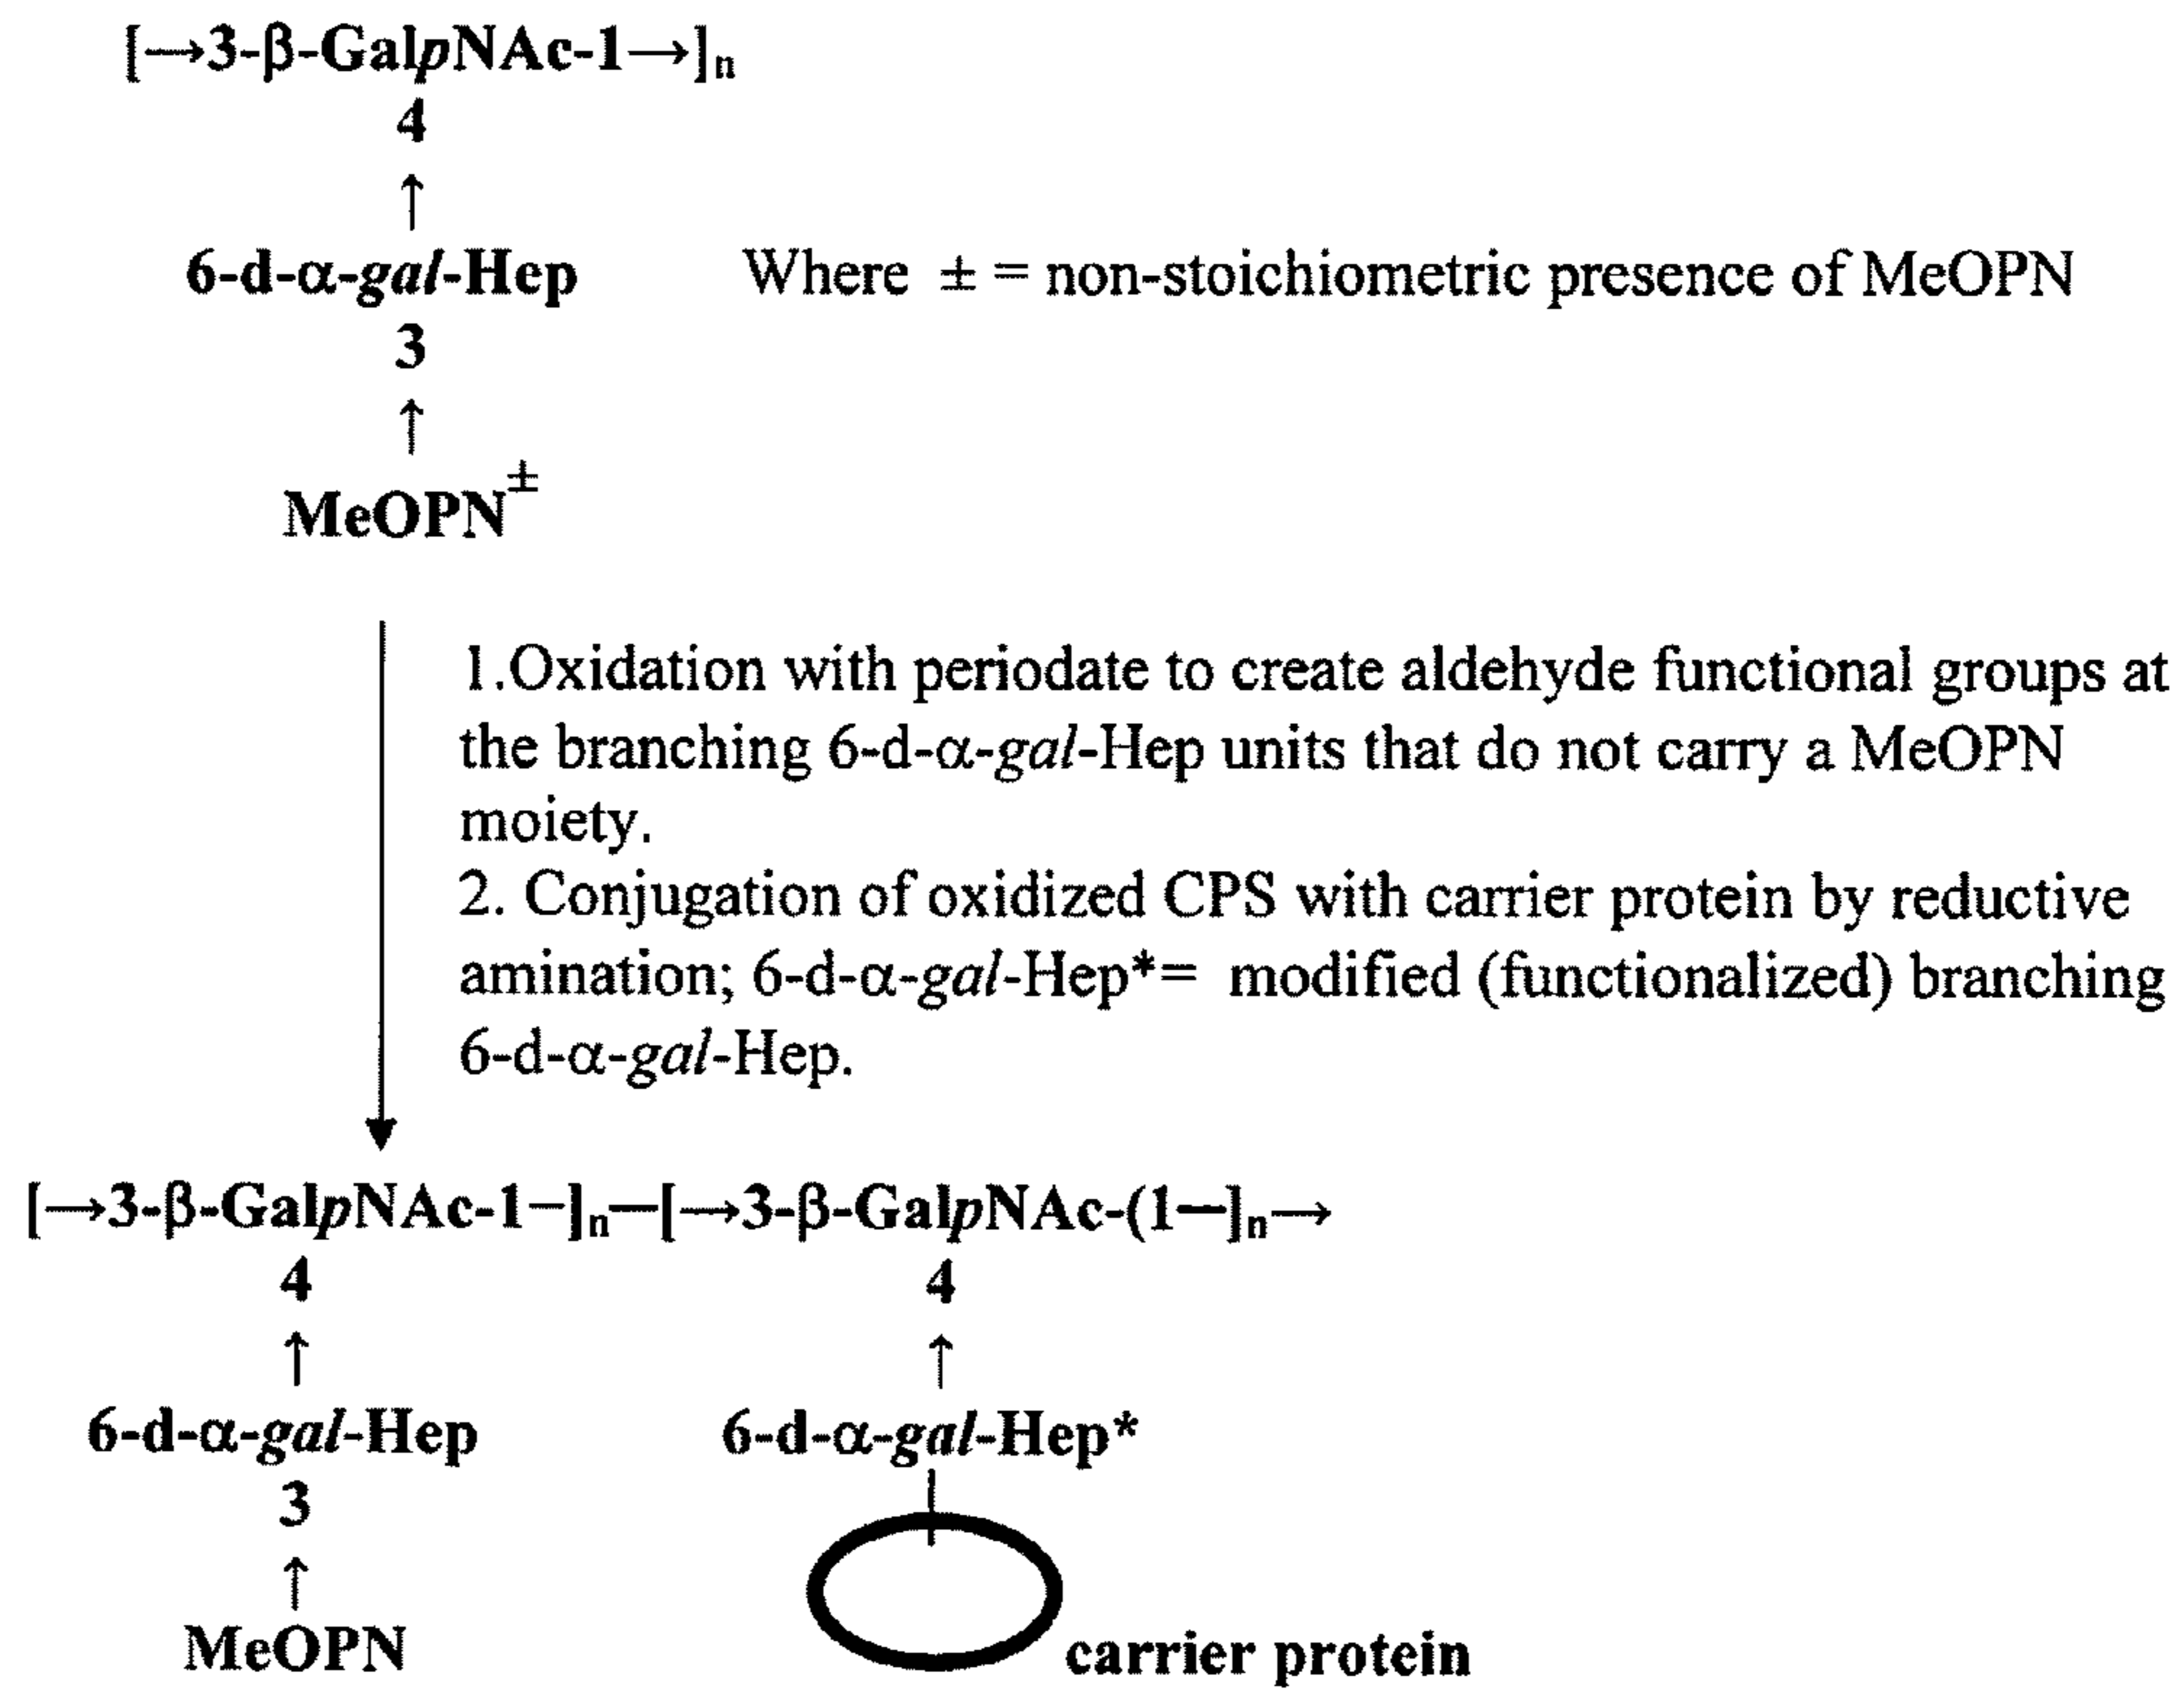 [→3-β-GalpNAc-1→]n
4
↑
6-d-α-gal-Hep Where ± = non-stoichiometric presence of MeOPN
3
↑
MeOPN±
1.Oxidation with periodate to create aldehyde functional groups at
the branching 6-d-α-gal-Hep units that do not carry a MeOPN
moiety.
2. Conjugation of oxidized CPS with carrier protein by reductive
amination; 6-d-α-gal-Hep*= modified (functionalized) branching
6-d-α-gal-Hep.
[→3-β-GalpNAc-1–]n—[→3-β-GalpNAc-(1—]n→
4 4
↑ ↑
6-d-α-gal-Hep 6-d-α-gal-Hep*
3
↑
MeOPN carrier protein